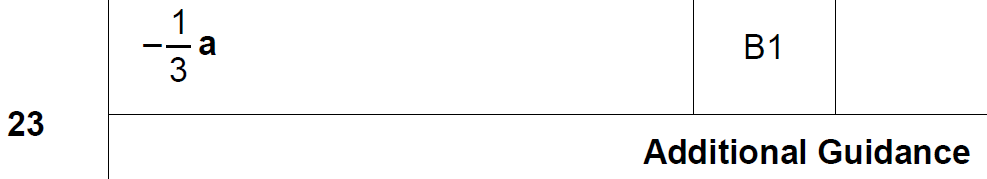 −1/3 a B1
23
Additional Guidance